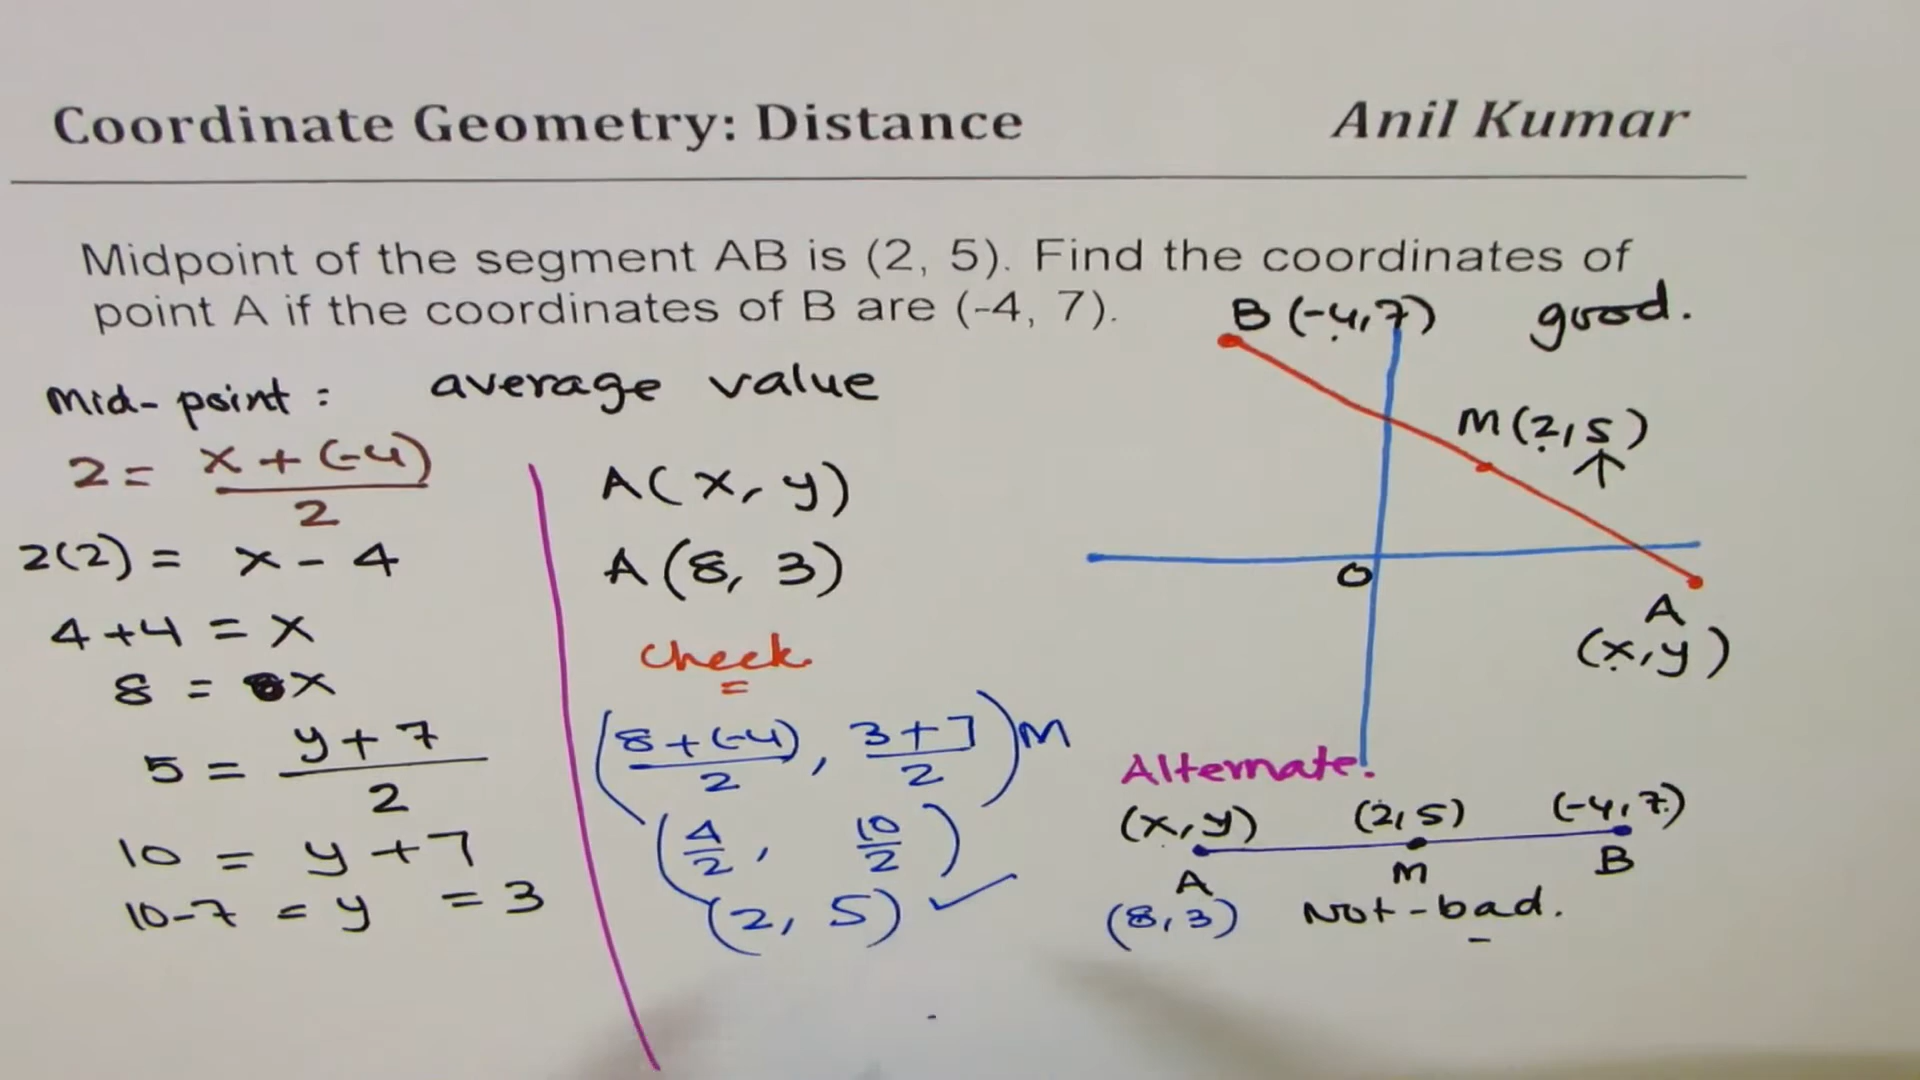 Coordinate Geometry: Distance
Anil Kumar
Midpoint of the segment AB is (2, 5). Find the coordinates of
point A if the coordinates of B are (-4, 7).
good.
mid-point : average value
2 = x + (-4) / 2
2(2) = x - 4
4+4 = x
8 = x
5 = y + 7 / 2
10 = y + 7
10-7 = y = 3
A(x, y)
A(8, 3)
Check
=
(8+(-4)/2, 3+7/2) M
(4/2, 10/2)
(2, 5) ✓
B (-4, 7)
M (2, 5)
↑
O
A
(x, y)
Alternate:
(x, y) (2, 5) (-4, 7)
A M B
(8, 3) Not-bad.